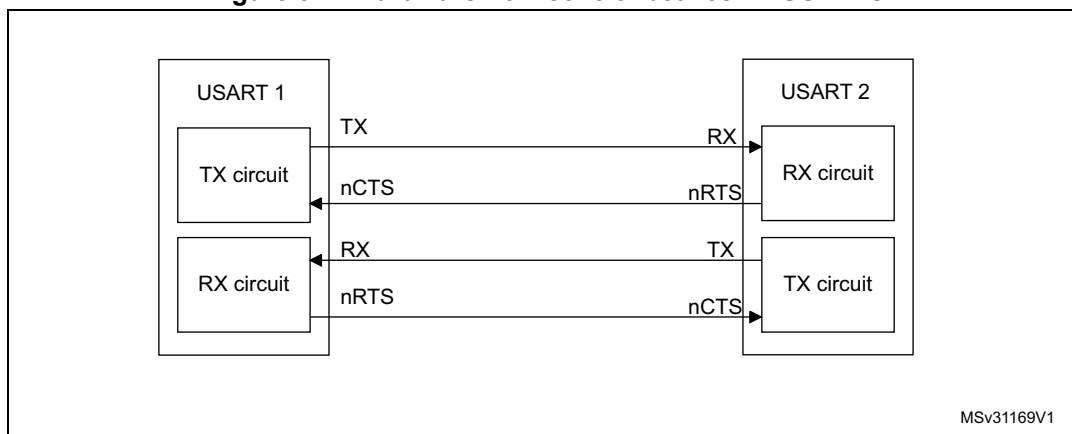 USART 1
USART 2
TX
RX
TX circuit
RX circuit
nCTS
nRTS
RX
TX
RX circuit
TX circuit
nRTS
nCTS
MSv31169V1